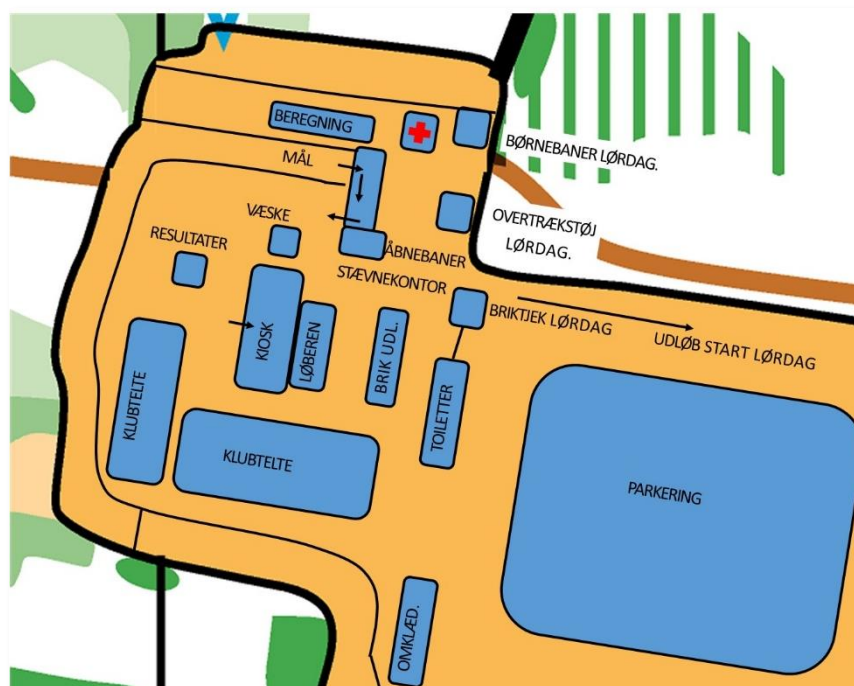 BEREGNING
BØRNEBANER LØRDAG.
MÅL
VÆSKE
OVERTRÆKSTØJ
LØRDAG.
RESULTATER
ÅBNEBANER
STÆVNEKONTOR
BRIKTJEK LØRDAG
UDLØB START LØRDAG
KIOSK
LØBEREN
BRIK UDL.
TOILETTER
KLUBTELTE
KLUBTELTE
PARKERING
OMKLÆD.